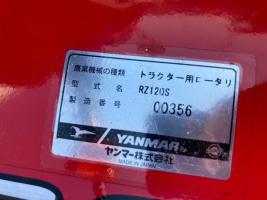 農業機械の種類 トラクター用ロータリ
型式名 RZ120S
製造番号 00356
YANMAR
ヤンマー株式会社
MADE IN JAPAN